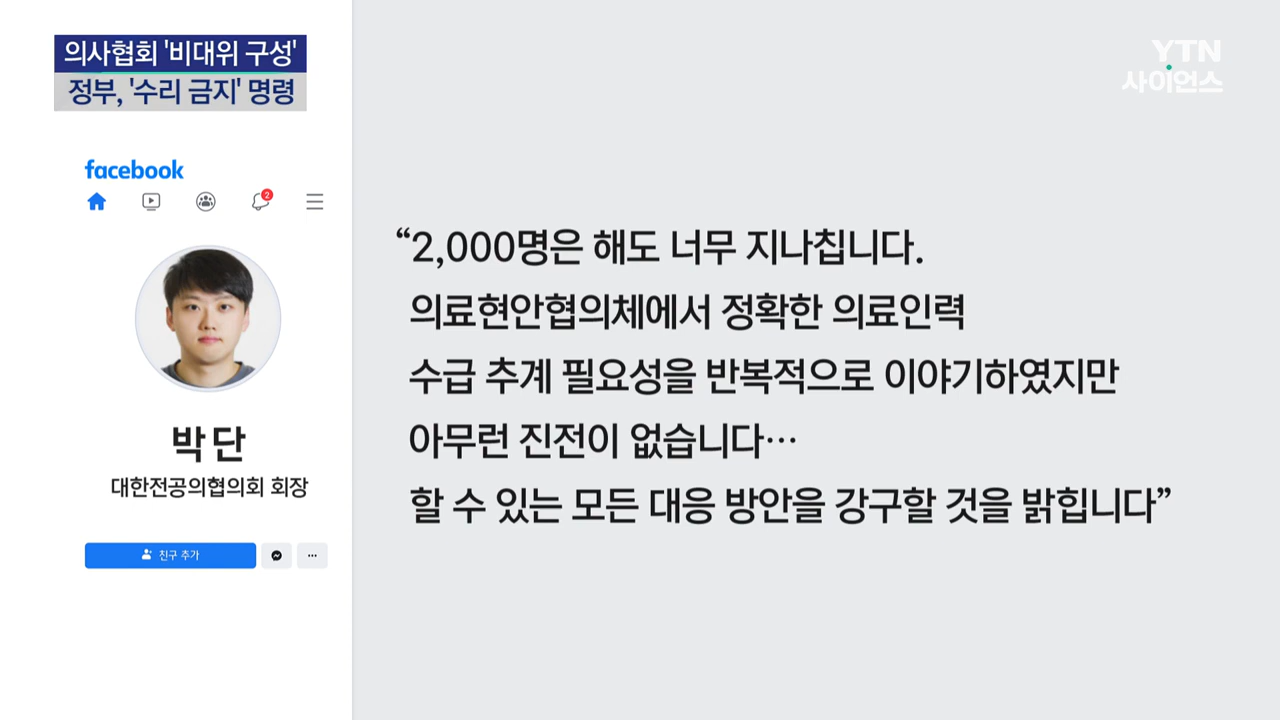 의사협회 '비대위 구성'
정부, '수리 금지' 명령
YTN
사이언스
facebook
2
박 단
대한전공의협의회 회장
친구 추가
“2,000명은 해도 너무 지나칩니다.
의료현안협의체에서 정확한 의료인력
수급 추계 필요성을 반복적으로 이야기하였지만
아무런 진전이 없습니다…
할 수 있는 모든 대응 방안을 강구할 것을 밝힙니다”